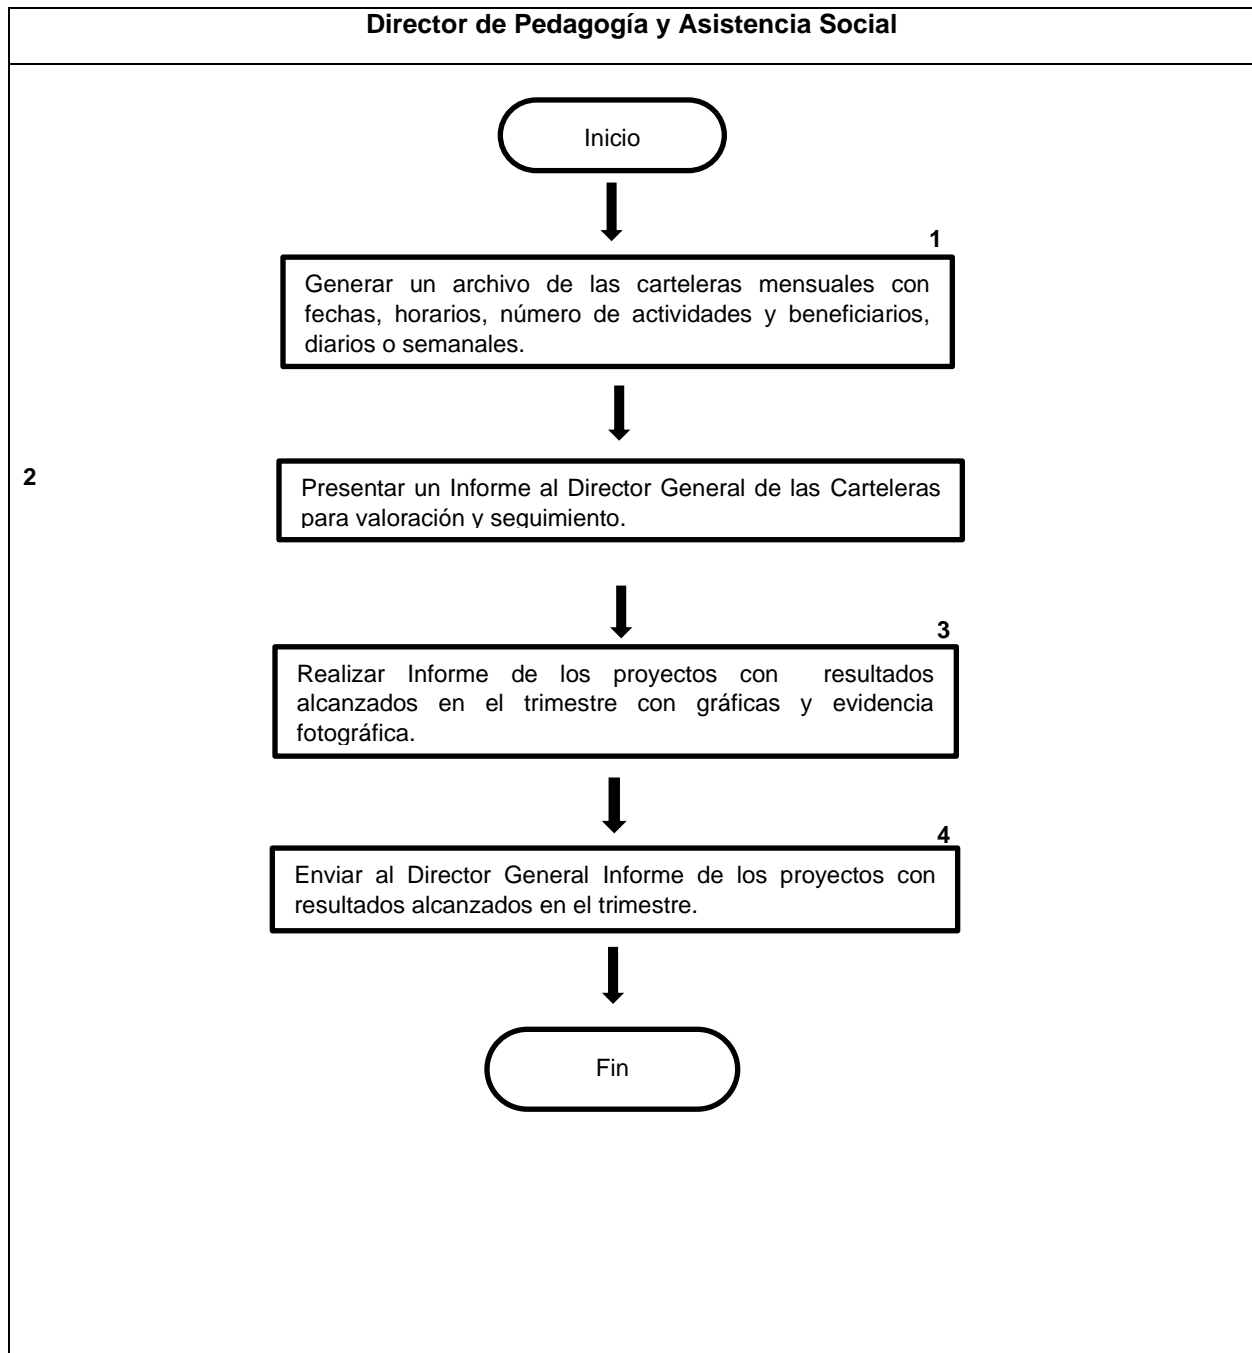 Director de Pedagogía y Asistencia Social
Inicio
1
Generar un archivo de las carteleras mensuales con
fechas, horarios, número de actividades y beneficiarios,
diarios o semanales.
2
Presentar un Informe al Director General de las Carteleras
para valoración y seguimiento.
3
Realizar Informe de los proyectos con resultados
alcanzados en el trimestre con gráficas y evidencia
fotográfica.
4
Enviar al Director General Informe de los proyectos con
resultados alcanzados en el trimestre.
Fin